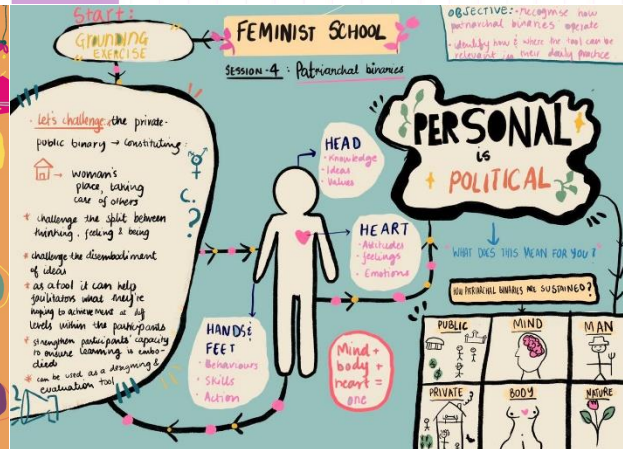 Start:
GROUNDING
EXERCISE
FEMINIST SCHOOL
SESSION-4 : Patriarchal binaries
OBJECTIVE:- Recognise how
patriarchal binaries operate
- identify how & where the tool can be
relevant in their daily practice
- let's challenge: the private-
public binary → constituting:
→ woman's
place, taking
care of others
* challenge the split between
thinking, feeling & being
* challenge the disembodiment
of ideas
* as a tool it can help
facilitators what they're
hoping to achievement at diff
levels within the participants
* strengthen participants' capacity
to ensure learning is embo-
died
* can be used as a designing &
evaluation tool
HEAD
• Knowledge
• Ideas
• Values
HEART
• Attitudes
• feelings
• Emotions
HANDS &
FEET
• Behaviours
• Skills
• Action
Mind +
body +
heart =
one
PERSONAL
is
POLITICAL
"WHAT DOES THIS MEAN FOR YOU?"
HOW PATRIARCHAL BINARIES ARE SUSTAINED?
PUBLIC
MIND
MAN
PRIVATE
BODY
NATURE